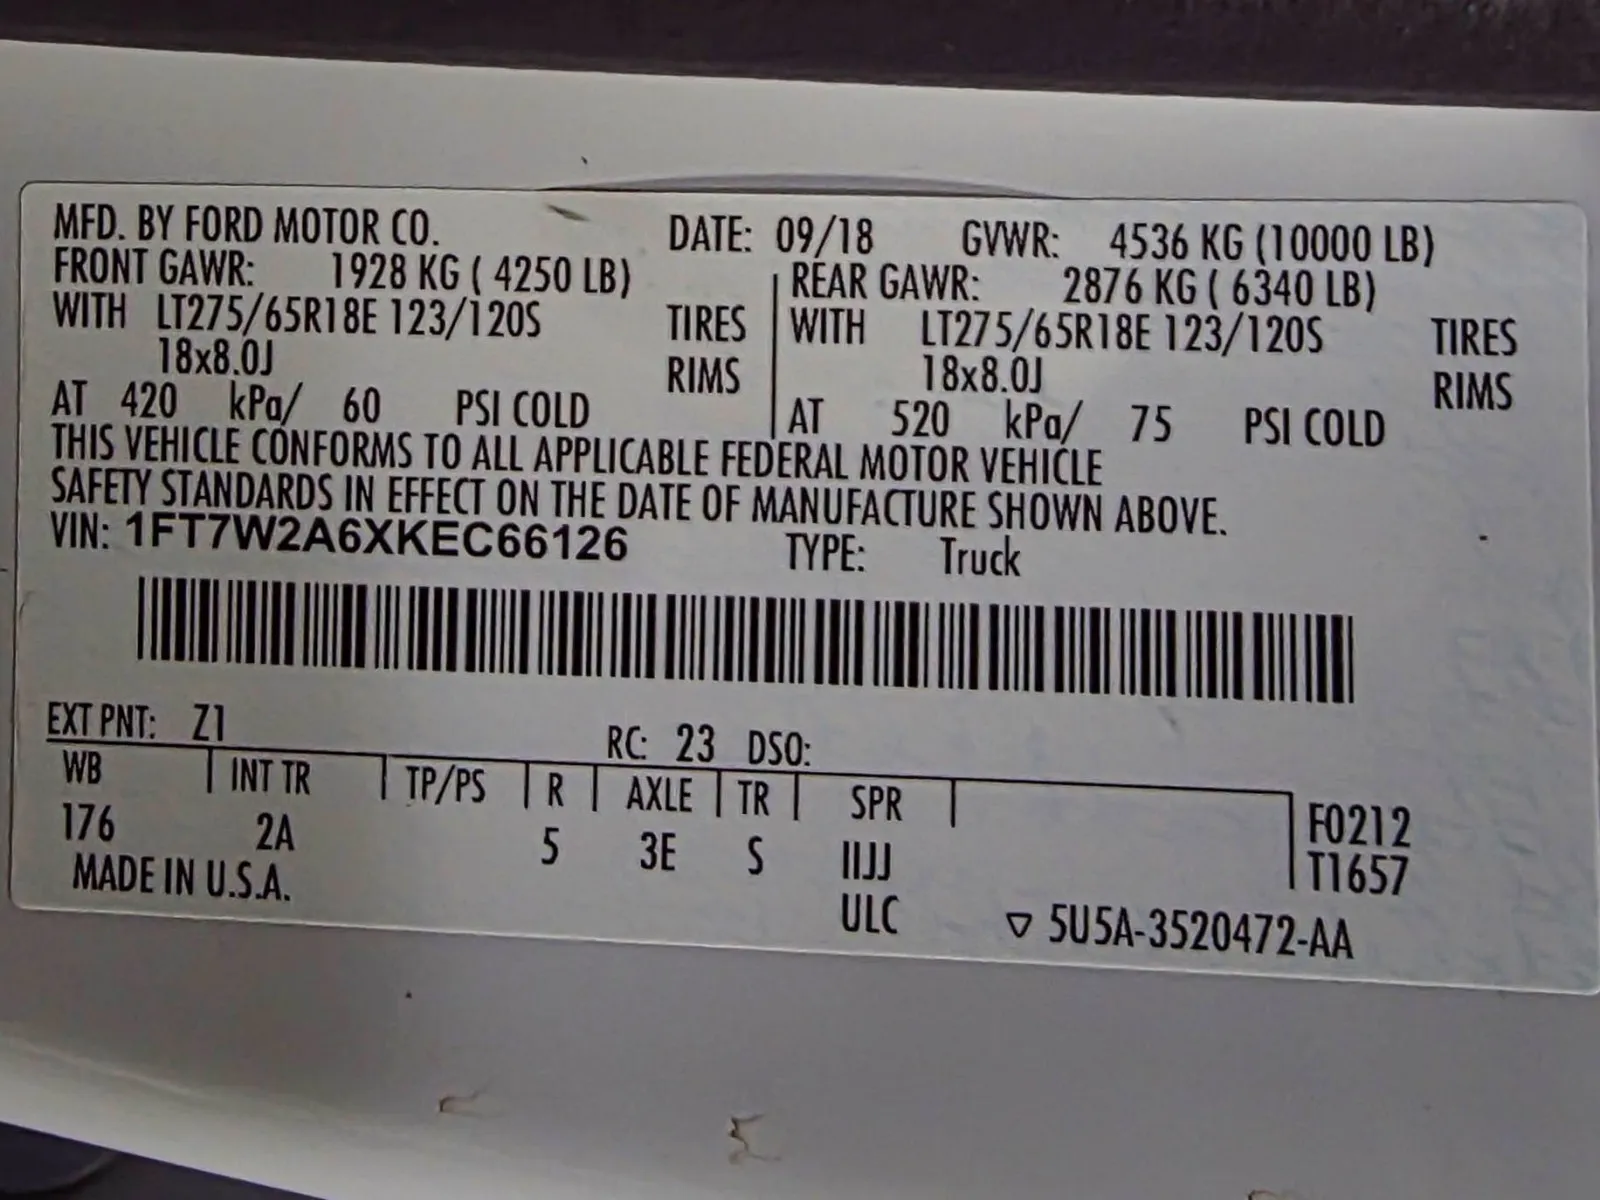 MFD. BY FORD MOTOR CO. DATE: 09/18 GVWR: 4536 KG (10000 LB)
FRONT GAWR: 1928 KG ( 4250 LB) REAR GAWR: 2876 KG ( 6340 LB)
WITH LT275/65R18E 123/120S TIRES WITH LT275/65R18E 123/120S TIRES
18x8.0J RIMS 18x8.0J RIMS
AT 420 kPa/ 60 PSI COLD AT 520 kPa/ 75 PSI COLD
THIS VEHICLE CONFORMS TO ALL APPLICABLE FEDERAL MOTOR VEHICLE
SAFETY STANDARDS IN EFFECT ON THE DATE OF MANUFACTURE SHOWN ABOVE.
VIN: 1FT7W2A6XKEC66126 TYPE: Truck
EXT PNT: Z1 RC: 23 DSO:
WB INT TR TP/PS R AXLE TR SPR
176 2A 5 3E S IIJJ F0212
T1657
MADE IN U.S.A. ULC ▽ 5U5A-3520472-AA